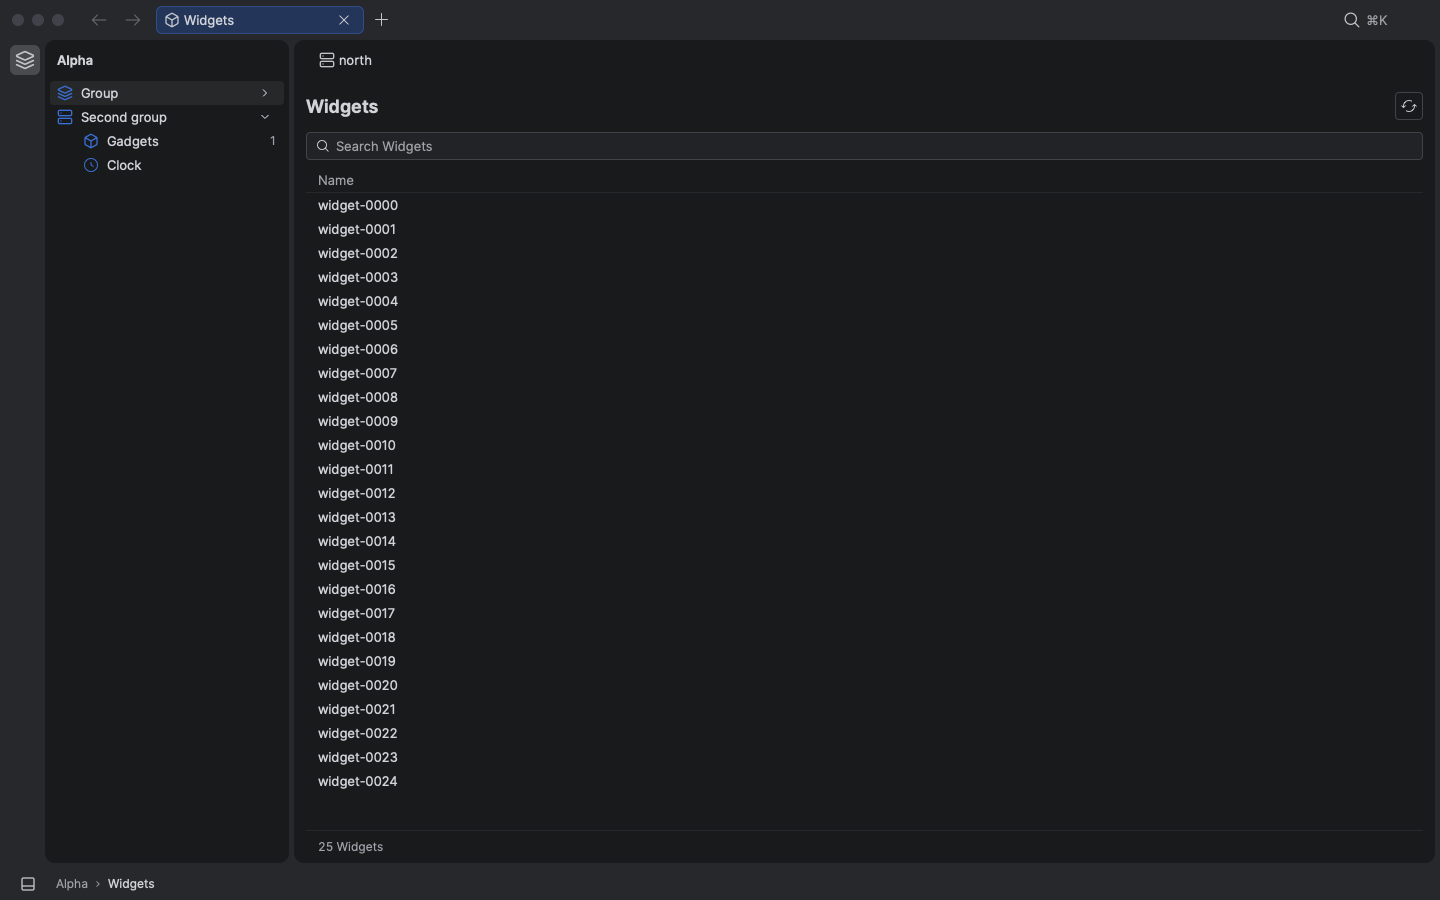 Widgets
⌘K
Alpha
Group
Second group
Gadgets 1
Clock
north
Widgets
Search Widgets
Name
widget-0000
widget-0001
widget-0002
widget-0003
widget-0004
widget-0005
widget-0006
widget-0007
widget-0008
widget-0009
widget-0010
widget-0011
widget-0012
widget-0013
widget-0014
widget-0015
widget-0016
widget-0017
widget-0018
widget-0019
widget-0020
widget-0021
widget-0022
widget-0023
widget-0024
25 Widgets
Alpha › Widgets